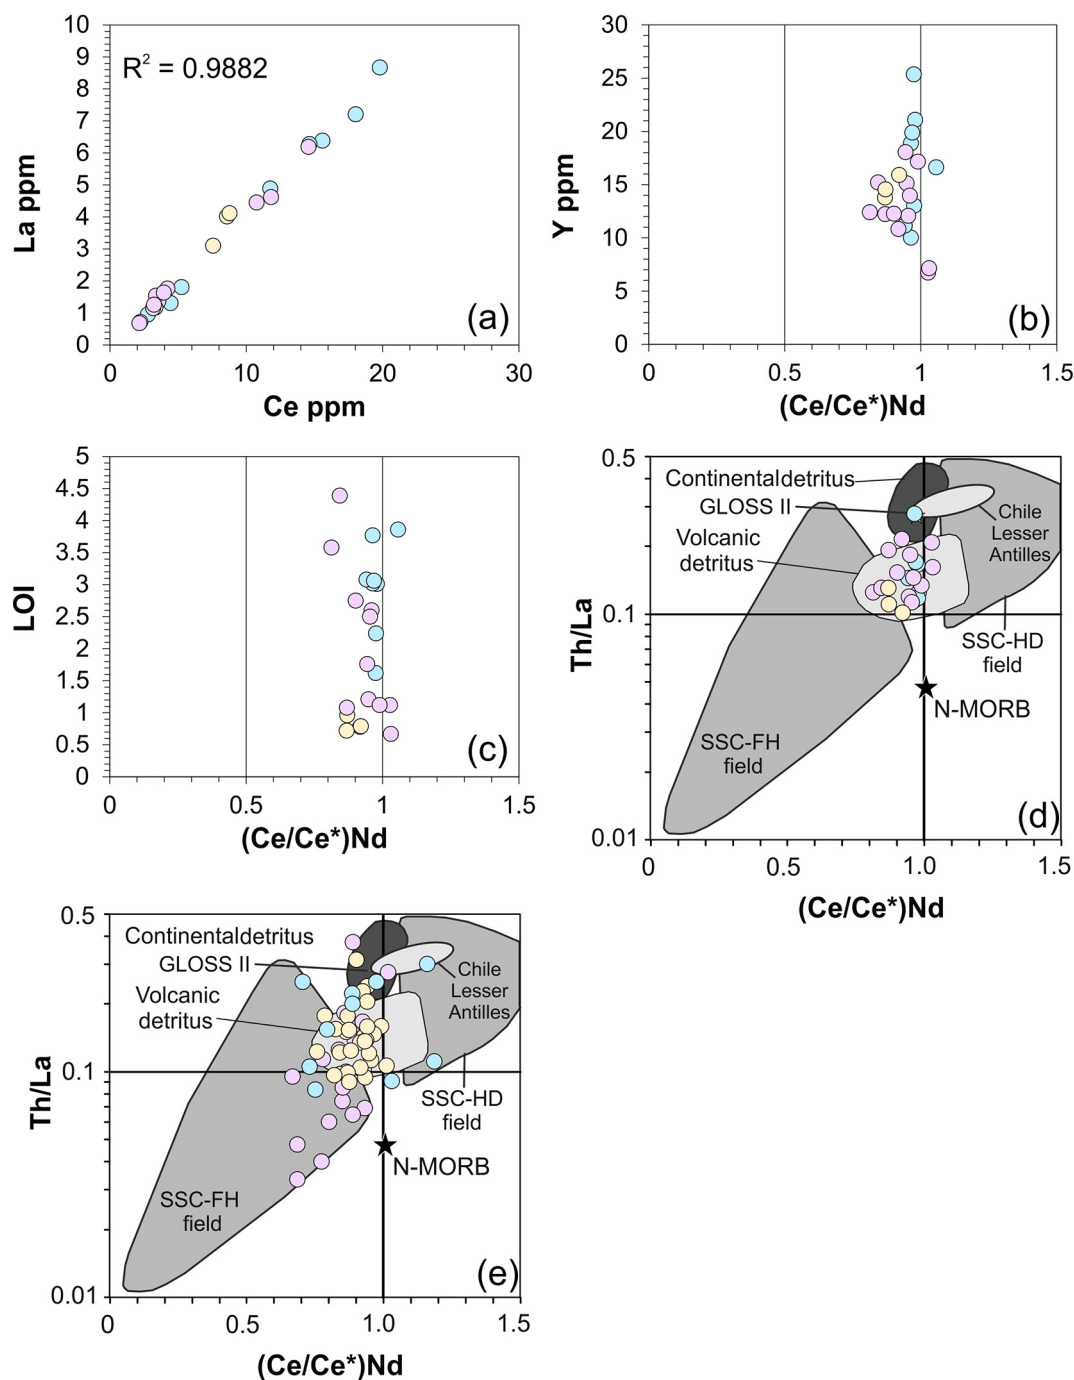 10
9
8
7
6
5
4
3
2
1
0
La ppm
R² = 0.9882
(a)
0
10
20
30
Ce ppm
30
25
20
15
10
5
0
Y ppm
(b)
0
0.5
1
1.5
(Ce/Ce*)Nd
5
4.5
4
3.5
3
2.5
2
1.5
1
0.5
0
LOI
(c)
0
0.5
1
1.5
(Ce/Ce*)Nd
0.5
0.1
0.01
Th/La
Continental detritus
GLOSS II
Volcanic
detritus
Chile
Lesser
Antilles
SSC-HD
field
N-MORB
SSC-FH
field
(d)
0
0.5
1.0
1.5
(Ce/Ce*)Nd
0.5
0.1
0.01
Th/La
Continental detritus
GLOSS II
Volcanic
detritus
Chile
Lesser
Antilles
SSC-HD
field
N-MORB
SSC-FH
field
(e)
0
0.5
1.0
1.5
(Ce/Ce*)Nd